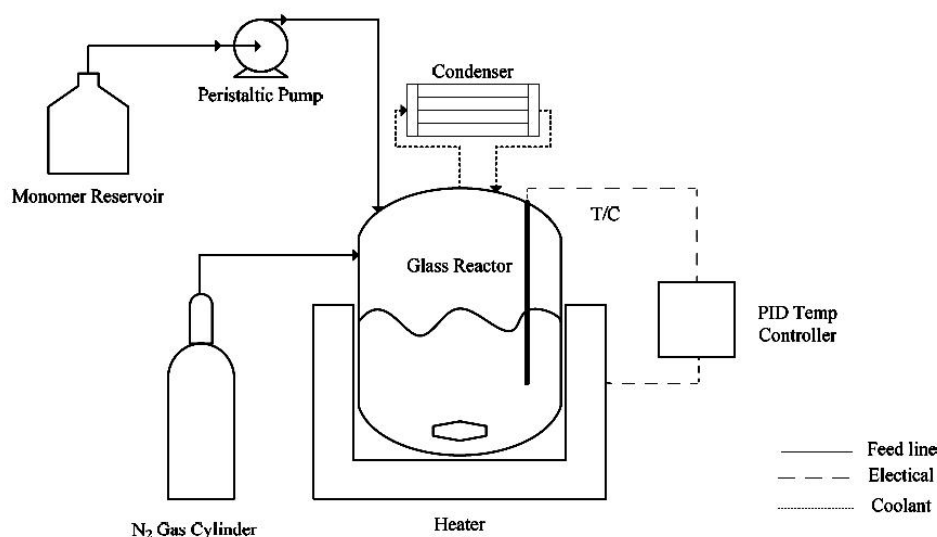 Condenser
Peristaltic Pump
Monomer Reservoir
T/C
Glass Reactor
PID Temp
Controller
Feed line
Electical
Coolant
N₂ Gas Cylinder
Heater